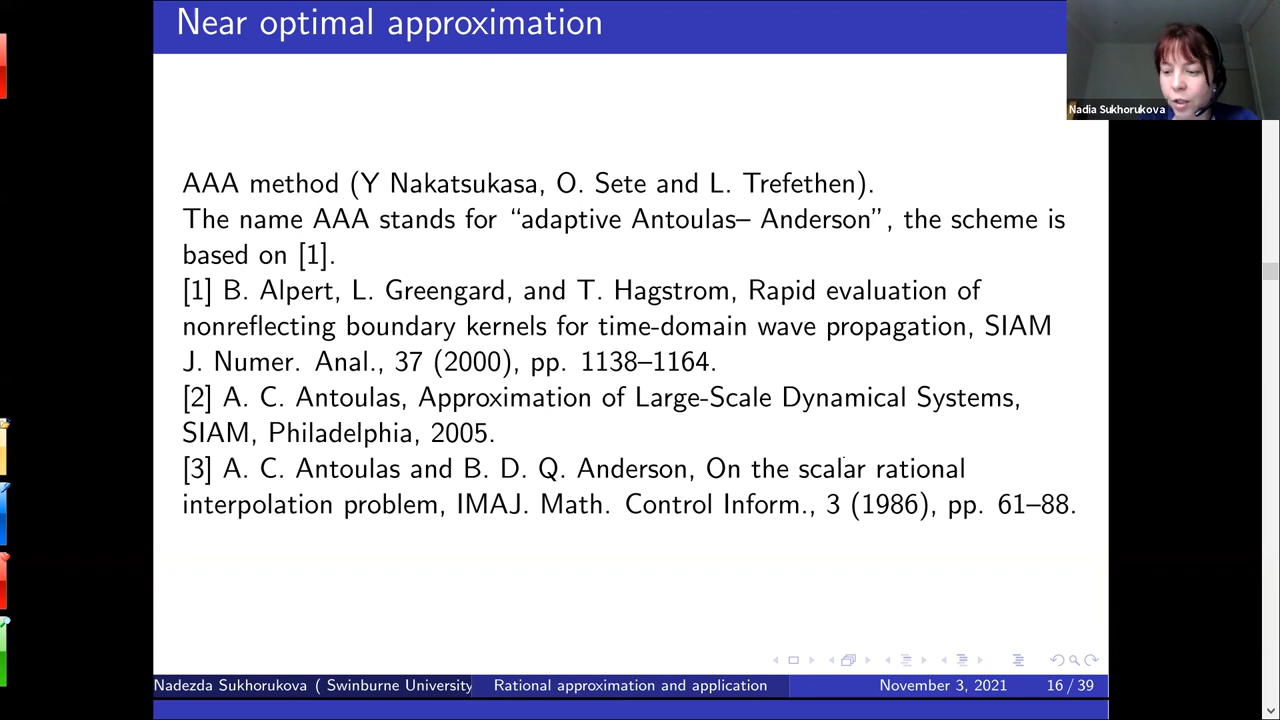 Near optimal approximation
Nadia Sukhorukova
AAA method (Y Nakatsukasa, O. Sete and L. Trefethen).
The name AAA stands for “adaptive Antoulas– Anderson”, the scheme is
based on [1].
[1] B. Alpert, L. Greengard, and T. Hagstrom, Rapid evaluation of
nonreflecting boundary kernels for time-domain wave propagation, SIAM
J. Numer. Anal., 37 (2000), pp. 1138–1164.
[2] A. C. Antoulas, Approximation of Large-Scale Dynamical Systems,
SIAM, Philadelphia, 2005.
[3] A. C. Antoulas and B. D. Q. Anderson, On the scalar rational
interpolation problem, IMAJ. Math. Control Inform., 3 (1986), pp. 61–88.
Nadezda Sukhorukova ( Swinburne University Rational approximation and application November 3, 2021 16 / 39